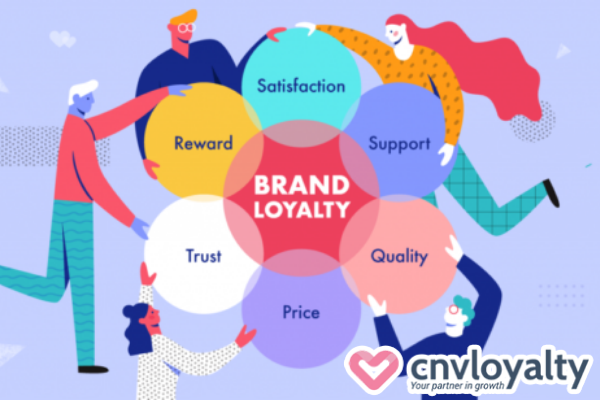 Satisfaction
Reward
Support
BRAND
LOYALTY
Trust
Quality
Price
cnvloyalty
Your partner in growth